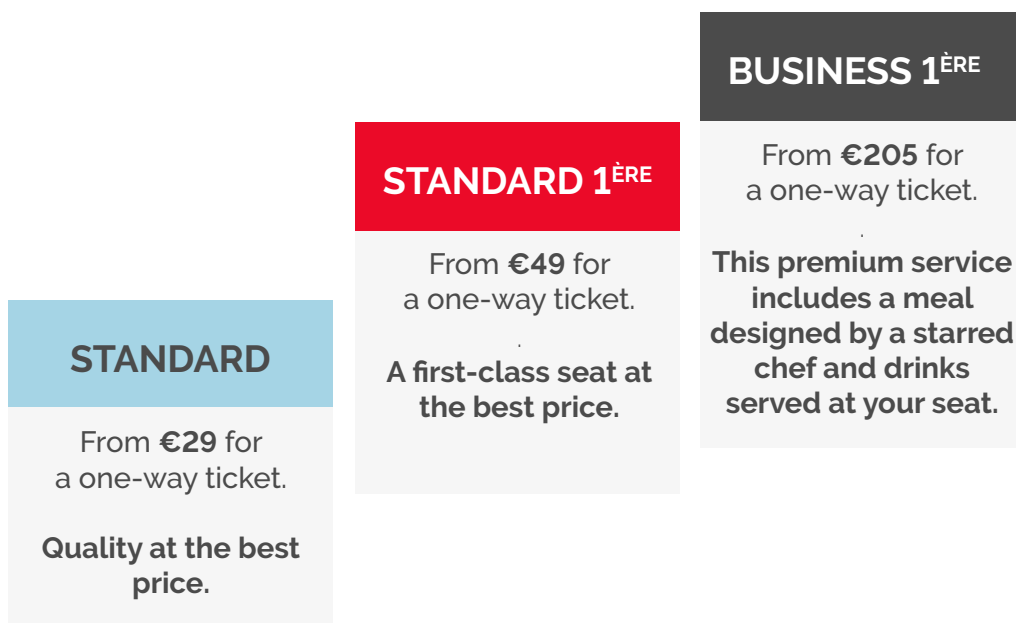 STANDARD
From €29 for
a one-way ticket.
Quality at the best
price.
STANDARD 1ÈRE
From €49 for
a one-way ticket.
.
A first-class seat at
the best price.
BUSINESS 1ÈRE
From €205 for
a one-way ticket.
.
This premium service
includes a meal
designed by a starred
chef and drinks
served at your seat.